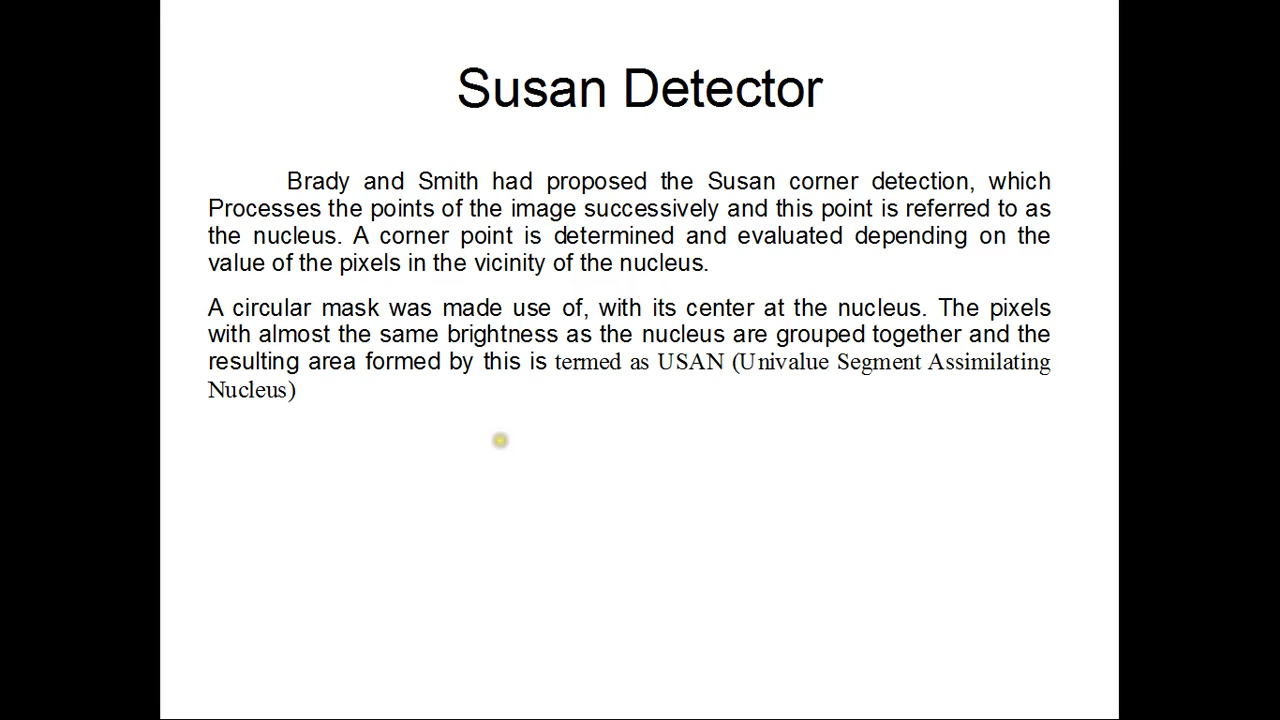 Susan Detector
Brady and Smith had proposed the Susan corner detection, which
Processes the points of the image successively and this point is referred to as
the nucleus. A corner point is determined and evaluated depending on the
value of the pixels in the vicinity of the nucleus.
A circular mask was made use of, with its center at the nucleus. The pixels
with almost the same brightness as the nucleus are grouped together and the
resulting area formed by this is termed as USAN (Univalue Segment Assimilating
Nucleus)